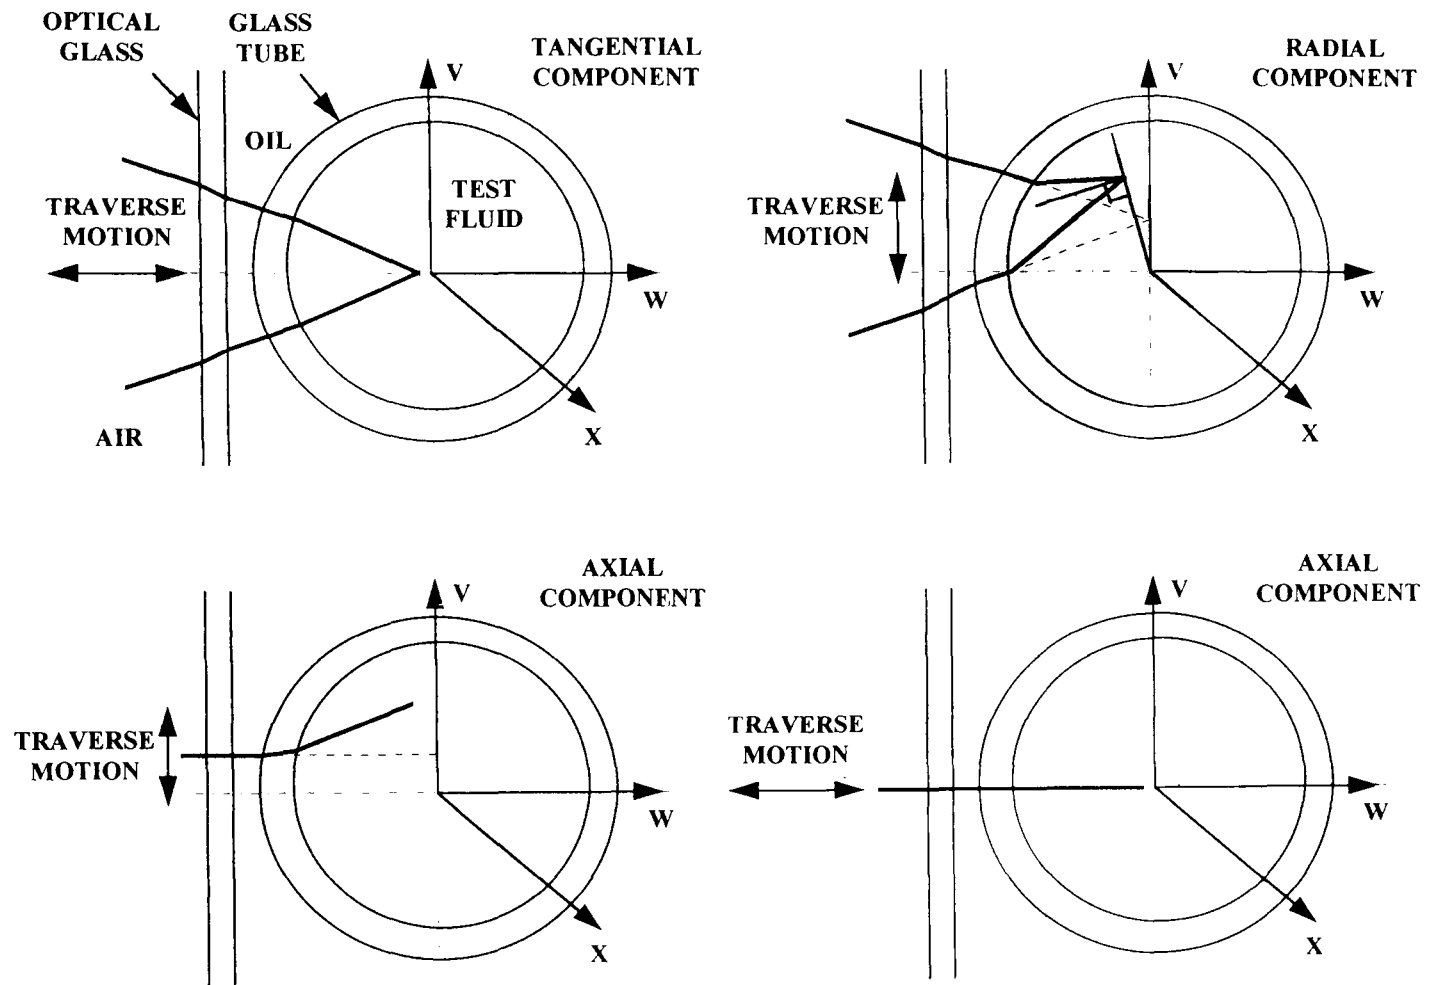 OPTICAL
GLASS
GLASS
TUBE
TANGENTIAL
COMPONENT
V
OIL
TEST
FLUID
TRAVERSE
MOTION
W
X
AIR
RADIAL
COMPONENT
V
TRAVERSE
MOTION
W
X
AXIAL
COMPONENT
V
TRAVERSE
MOTION
W
X
AXIAL
COMPONENT
V
TRAVERSE
MOTION
W
X